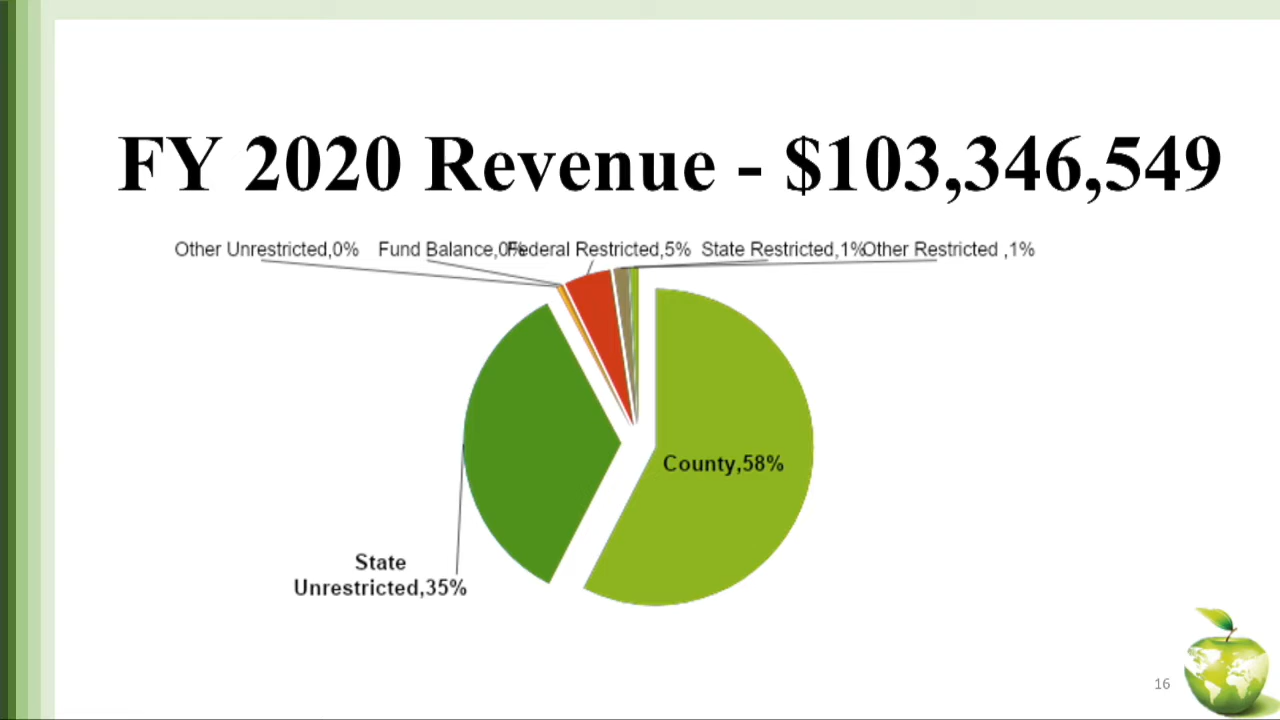 FY 2020 Revenue - $103,346,549
Other Unrestricted,0%
Fund Balance,0%
Federal Restricted,5%
State Restricted,1%
Other Restricted ,1%
County,58%
State
Unrestricted,35%
16